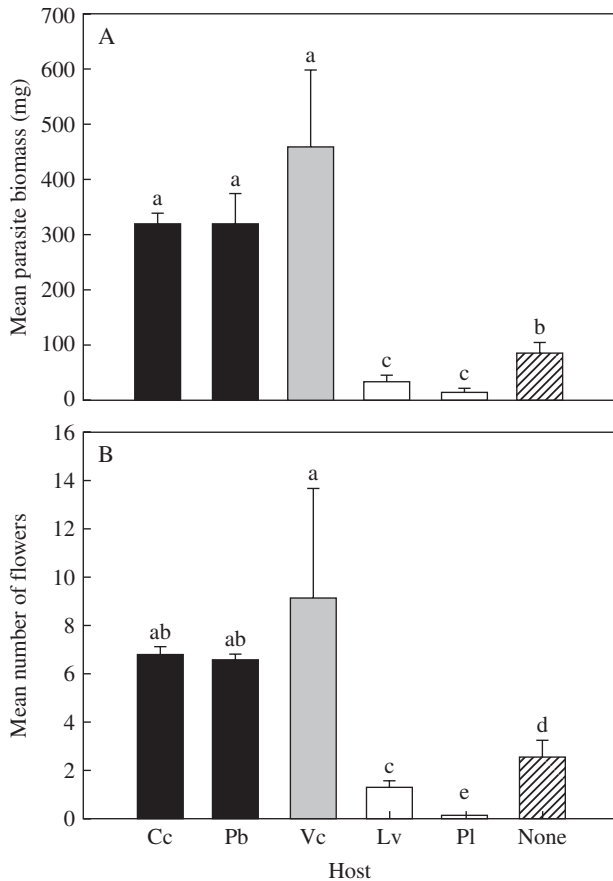 700
A
a
600
500
a
a
400
300
200
b
100
c
c
0
Mean parasite biomass (mg)
16
B
a
14
12
10
ab
ab
8
6
d
4
c
2
e
0
Mean number of flowers
Cc Pb Vc Lv Pl None
Host